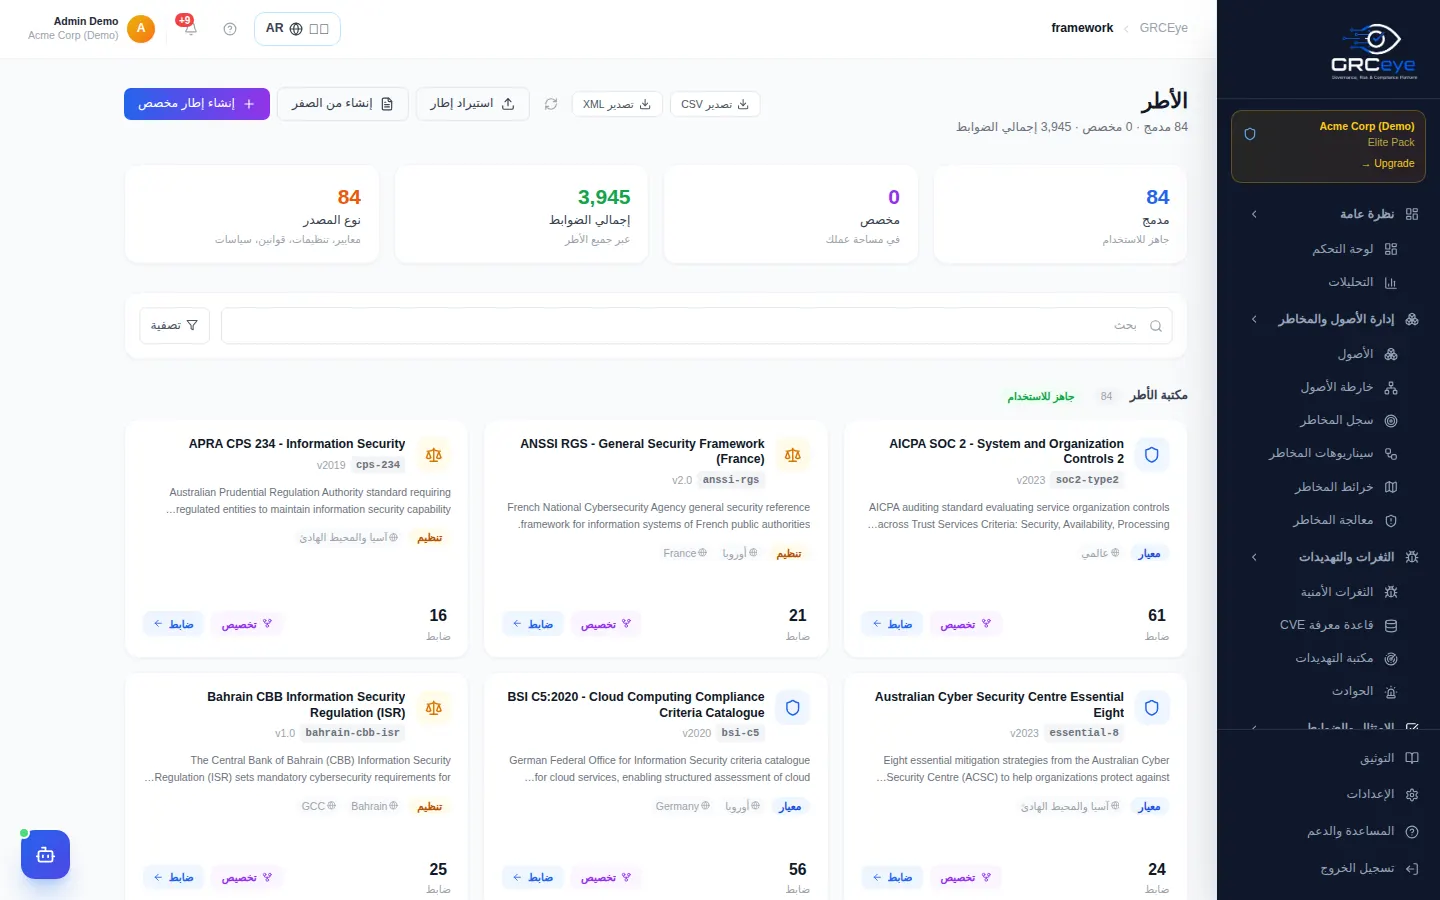 GRCeye
Governance, Risk & Compliance Partners
Acme Corp (Demo)
Elite Pack
Upgrade →
نظرة عامة
لوحة التحكم
التحليلات
إدارة الأصول والمخاطر
الأصول
خارطة الأصول
سجل المخاطر
سيناريوهات المخاطر
خرائط المخاطر
معالجة المخاطر
الثغرات والتهديدات
الثغرات الأمنية
قاعدة معرفة CVE
مكتبة التهديدات
الحوادث
الامتثال والضوابط
التوثيق
الإعدادات
المساعدة والدعم
تسجيل الخروج
GRCEye
framework
AR
+9
Admin Demo
Acme Corp (Demo)
A
الأطر
84 مدمج · 0 مخصص · 3,945 إجمالي الضوابط
تصدير CSV
تصدير XML
استيراد إطار
إنشاء من الصفر
إنشاء إطار مخصص
84
مدمج
جاهز للاستخدام
0
مخصص
في مساحة عملك
3,945
إجمالي الضوابط
عبر جميع الأطر
84
نوع المصدر
معايير، تنظيمات، قوانين، سياسات
بحث
تصفية
مكتبة الأطر
84
جاهز للاستخدام
AICPA SOC 2 - System and Organization
Controls 2
soc2-type2
v2023
AICPA auditing standard evaluating service organization controls
across Trust Services Criteria: Security, Availability, Processing...
معيار
عالمي
61
ضابط
تخصيص
ضابط
ANSSI RGS - General Security Framework
(France)
anssi-rgs
v2.0
French National Cybersecurity Agency general security reference
framework for information systems of French public authorities.
تنظيم
أوروبا
France
21
ضابط
تخصيص
ضابط
APRA CPS 234 - Information Security
cps-234
v2019
Australian Prudential Regulation Authority standard requiring
regulated entities to maintain information security capability...
تنظيم
آسيا والمحيط الهادئ
16
ضابط
تخصيص
ضابط
Australian Cyber Security Centre Essential
Eight
essential-8
v2023
Eight essential mitigation strategies from the Australian Cyber
Security Centre (ACSC) to help organizations protect against...
معيار
آسيا والمحيط الهادئ
24
ضابط
تخصيص
ضابط
BSI C5:2020 - Cloud Computing Compliance
Criteria Catalogue
bsi-c5
v2020
German Federal Office for Information Security criteria catalogue
for cloud services, enabling structured assessment of cloud...
معيار
أوروبا
Germany
56
ضابط
تخصيص
ضابط
Bahrain CBB Information Security
Regulation (ISR)
bahrain-cbb-isr
v1.0
The Central Bank of Bahrain (CBB) Information Security
Regulation (ISR) sets mandatory cybersecurity requirements for...
تنظيم
Bahrain
GCC
25
ضابط
تخصيص
ضابط